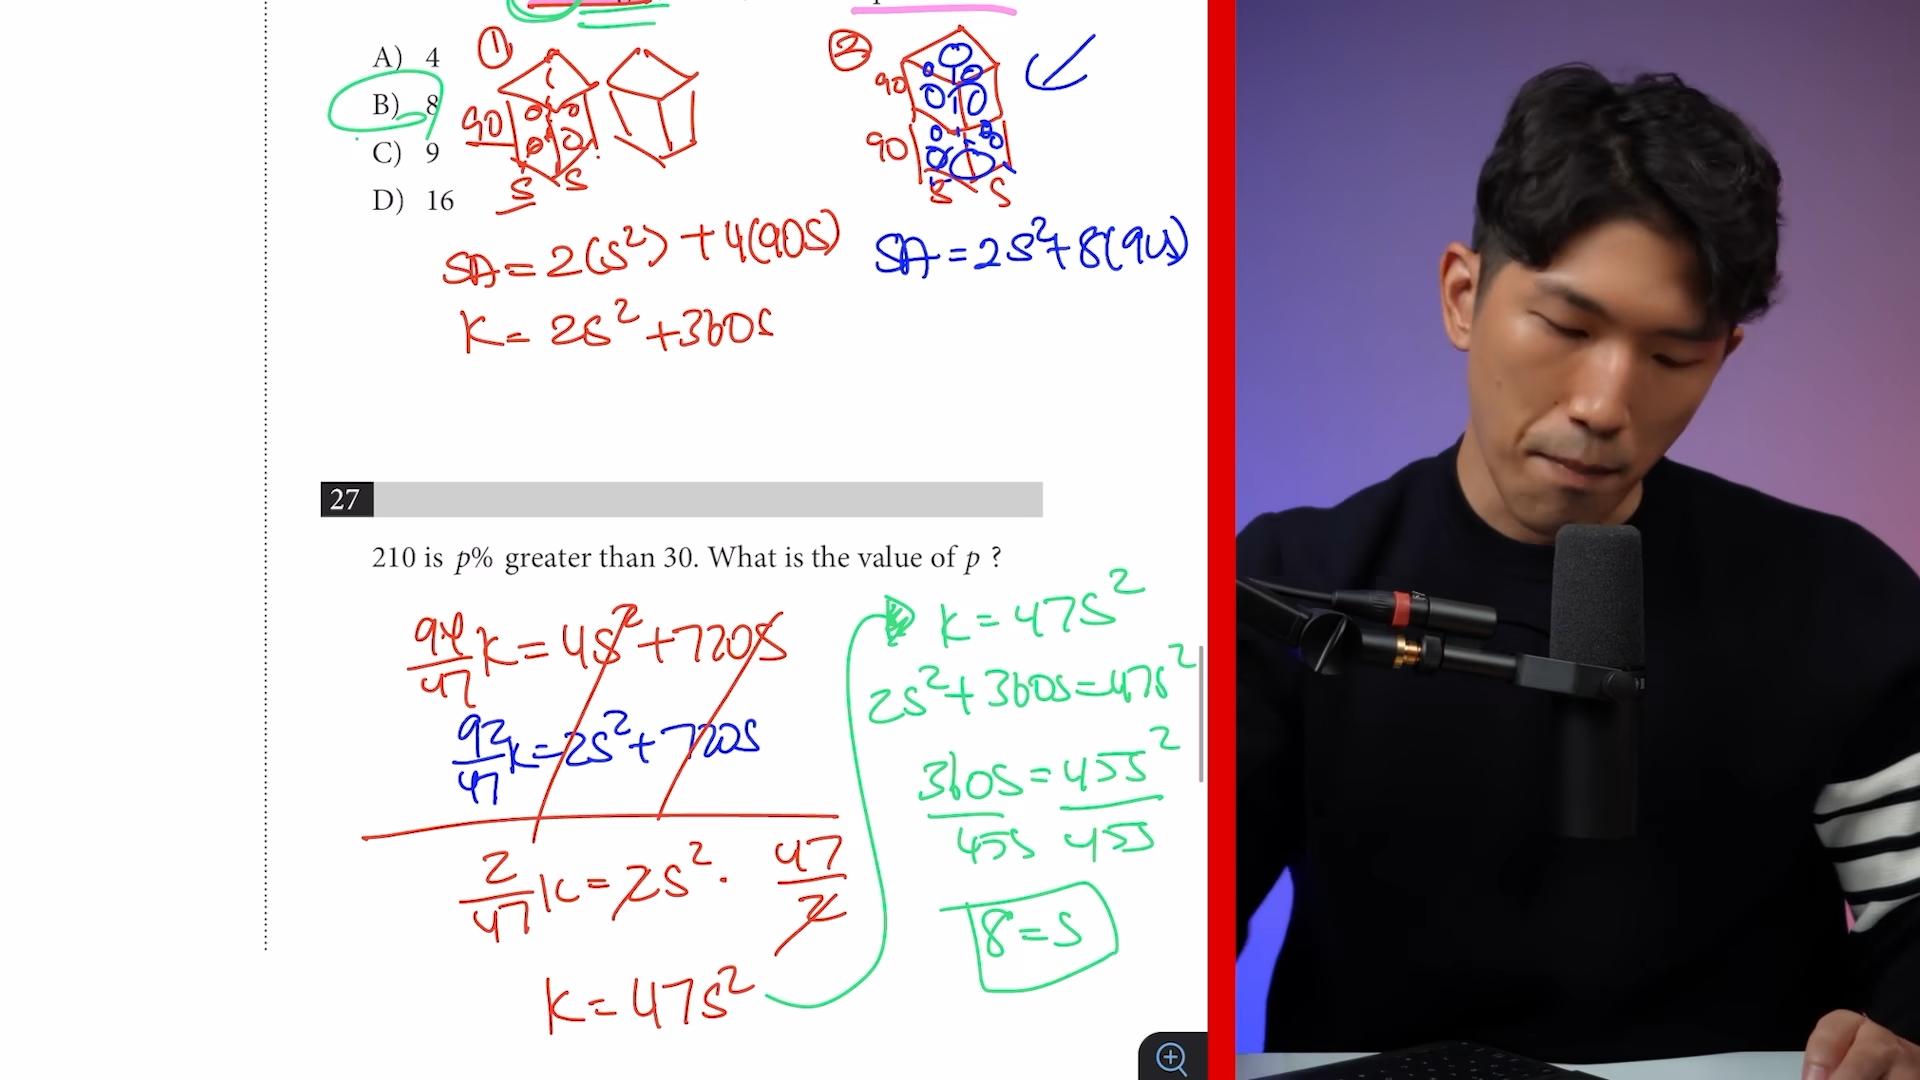 A) 4
B) 8
C) 9
D) 16
①
90
S S
②
90
90
S S
SA = 2(S²) + 4(90S)
K = 2S² + 360S
SA = 2S² + 8(90S)
27
210 is p% greater than 30. What is the value of p ?
94/47 K = 4S² + 720S
92/47 K = 2S² + 720S
2/47 K = 2S² · 47/2
K = 47S²
K = 47S²
2S² + 360S = 47S²
360S = 45S²
45S 45S
8 = S